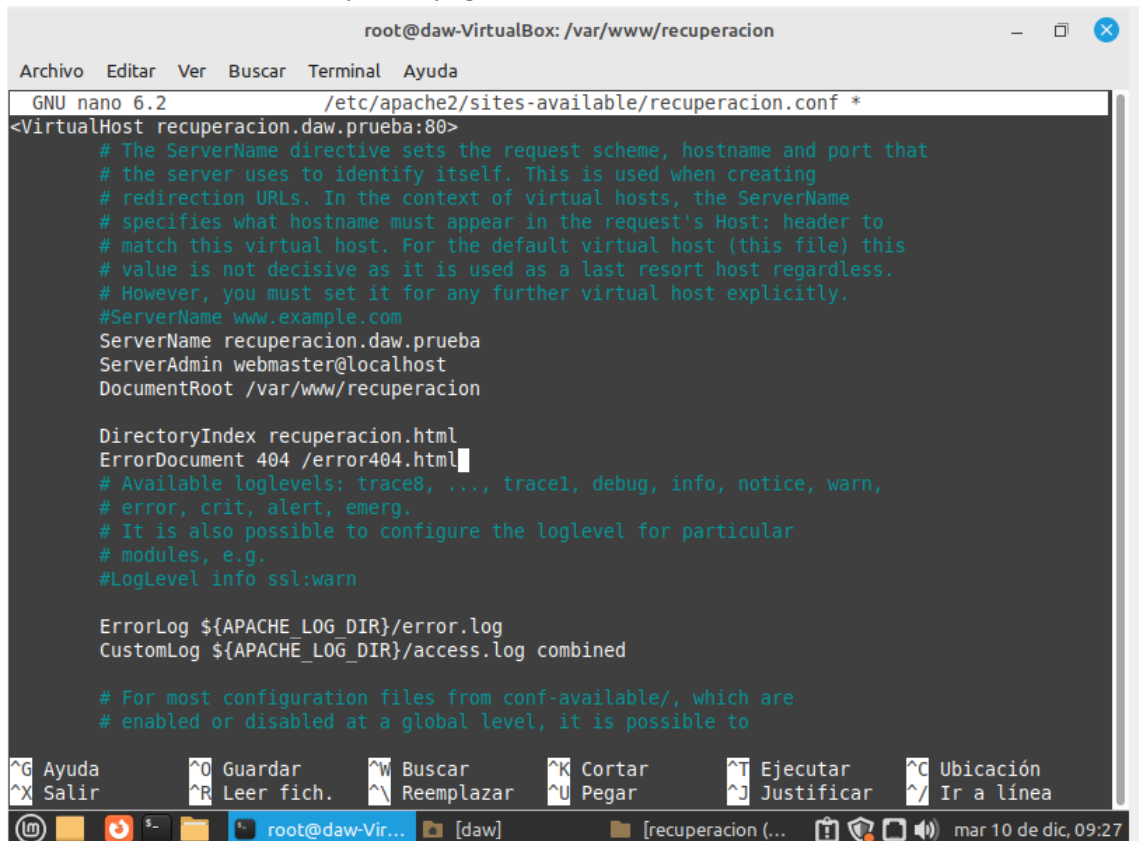 root@daw-VirtualBox: /var/www/recuperacion
Archivo Editar Ver Buscar Terminal Ayuda
GNU nano 6.2 /etc/apache2/sites-available/recuperacion.conf *
<VirtualHost recuperacion.daw.prueba:80>
# The ServerName directive sets the request scheme, hostname and port that
# the server uses to identify itself. This is used when creating
# redirection URLs. In the context of virtual hosts, the ServerName
# specifies what hostname must appear in the request's Host: header to
# match this virtual host. For the default virtual host (this file) this
# value is not decisive as it is used as a last resort host regardless.
# However, you must set it for any further virtual host explicitly.
#ServerName www.example.com
ServerName recuperacion.daw.prueba
ServerAdmin webmaster@localhost
DocumentRoot /var/www/recuperacion
DirectoryIndex recuperacion.html
ErrorDocument 404 /error404.html
# Available loglevels: trace8, ..., trace1, debug, info, notice, warn,
# error, crit, alert, emerg.
# It is also possible to configure the loglevel for particular
# modules, e.g.
#LogLevel info ssl:warn
ErrorLog ${APACHE_LOG_DIR}/error.log
CustomLog ${APACHE_LOG_DIR}/access.log combined
# For most configuration files from conf-available/, which are
# enabled or disabled at a global level, it is possible to
^G Ayuda ^O Guardar ^W Buscar ^K Cortar ^T Ejecutar ^C Ubicación
^X Salir ^R Leer fich. ^\ Reemplazar ^U Pegar ^J Justificar ^/ Ir a línea
root@daw-Vir... [daw] [recuperacion (... mar 10 de dic, 09:27